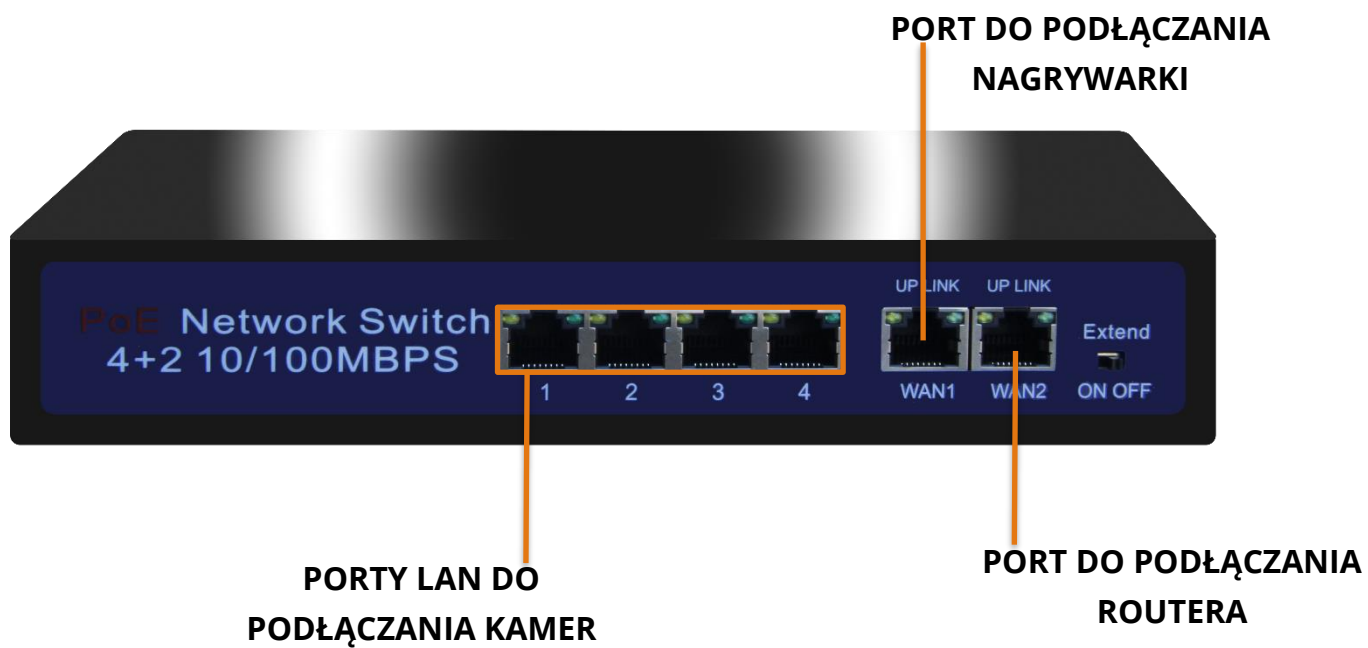 PORT DO PODŁĄCZANIA
NAGRYWARKI
UP LINK UP LINK
PoE Network Switch
4+2 10/100MBPS
Extend
1 2 3 4 WAN1 WAN2 ON OFF
PORTY LAN DO
PODŁĄCZANIA KAMER
PORT DO PODŁĄCZANIA
ROUTERA